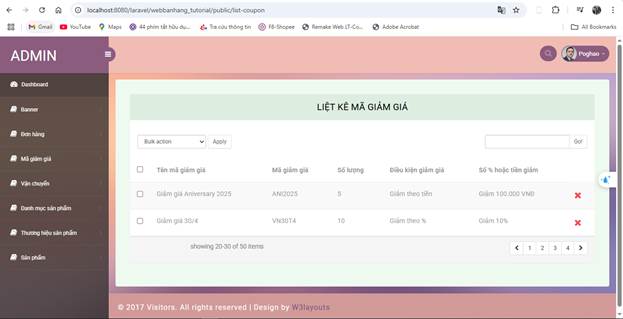 localhost:8080/laravel/webbanhang_tutorial/public/list-coupon
Gmail YouTube Maps 44 phím tắt hữu dụ... Tra cứu thông tin F8-Shopee Remake Web LT-Co... Adobe Acrobat All Bookmarks
ADMIN
Poghao
Dashboard
Banner
Đơn hàng
Mã giảm giá
Vận chuyển
Danh mục sản phẩm
Thương hiệu sản phẩm
Sản phẩm
LIỆT KÊ MÃ GIẢM GIÁ
Bulk action Apply Go!
Tên mã giảm giá Mã giảm giá Số lượng Điều kiện giảm giá Số % hoặc tiền giảm
Giảm giá Aniversary 2025 ANI2025 5 Giảm theo tiền Giảm 100.000 VNĐ
Giảm giá 30/4 VN30T4 10 Giảm theo % Giảm 10%
showing 20-30 of 50 items 1 2 3 4
© 2017 Visitors. All rights reserved | Design by W3layouts